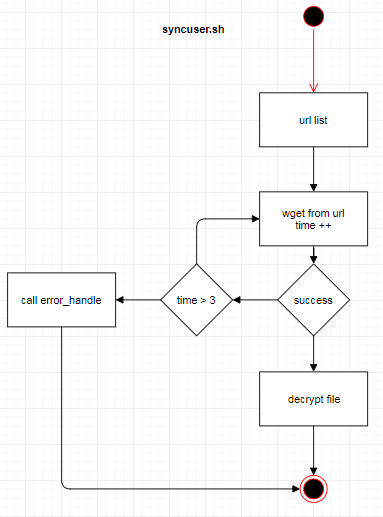 syncuser.sh
url list
wget from url
time ++
success
time > 3
call error_handle
decrypt file